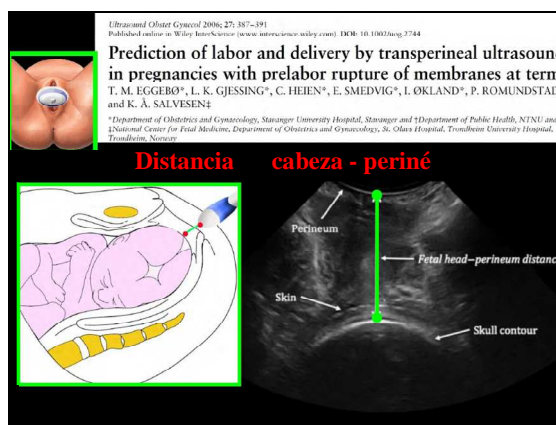 Ultrasound Obstet Gynecol 2006; 27: 387–391
Published online in Wiley InterScience (www.interscience.wiley.com). DOI: 10.1002/uog.2744
Prediction of labor and delivery by transperineal ultrasoun
in pregnancies with prelabor rupture of membranes at term
T. M. EGGEBØ*, L. K. GJESSING*, C. HEIEN*, E. SMEDVIG*, I. ØKLAND*, P. ROMUNDSTAD
and K. Å. SALVESEN‡
*Department of Obstetrics and Gynaecology, Stavanger University Hospital, Stavanger and †Department of Public Health, NTNU and
‡National Center for Fetal Medicine, Department of Obstetrics and Gynaecology, St. Olavs Hospital, Trondheim University Hospital,
Trondheim, Norway
Distancia cabeza - periné
Perineum
Fetal head–perineum distanc
Skin
Skull contour